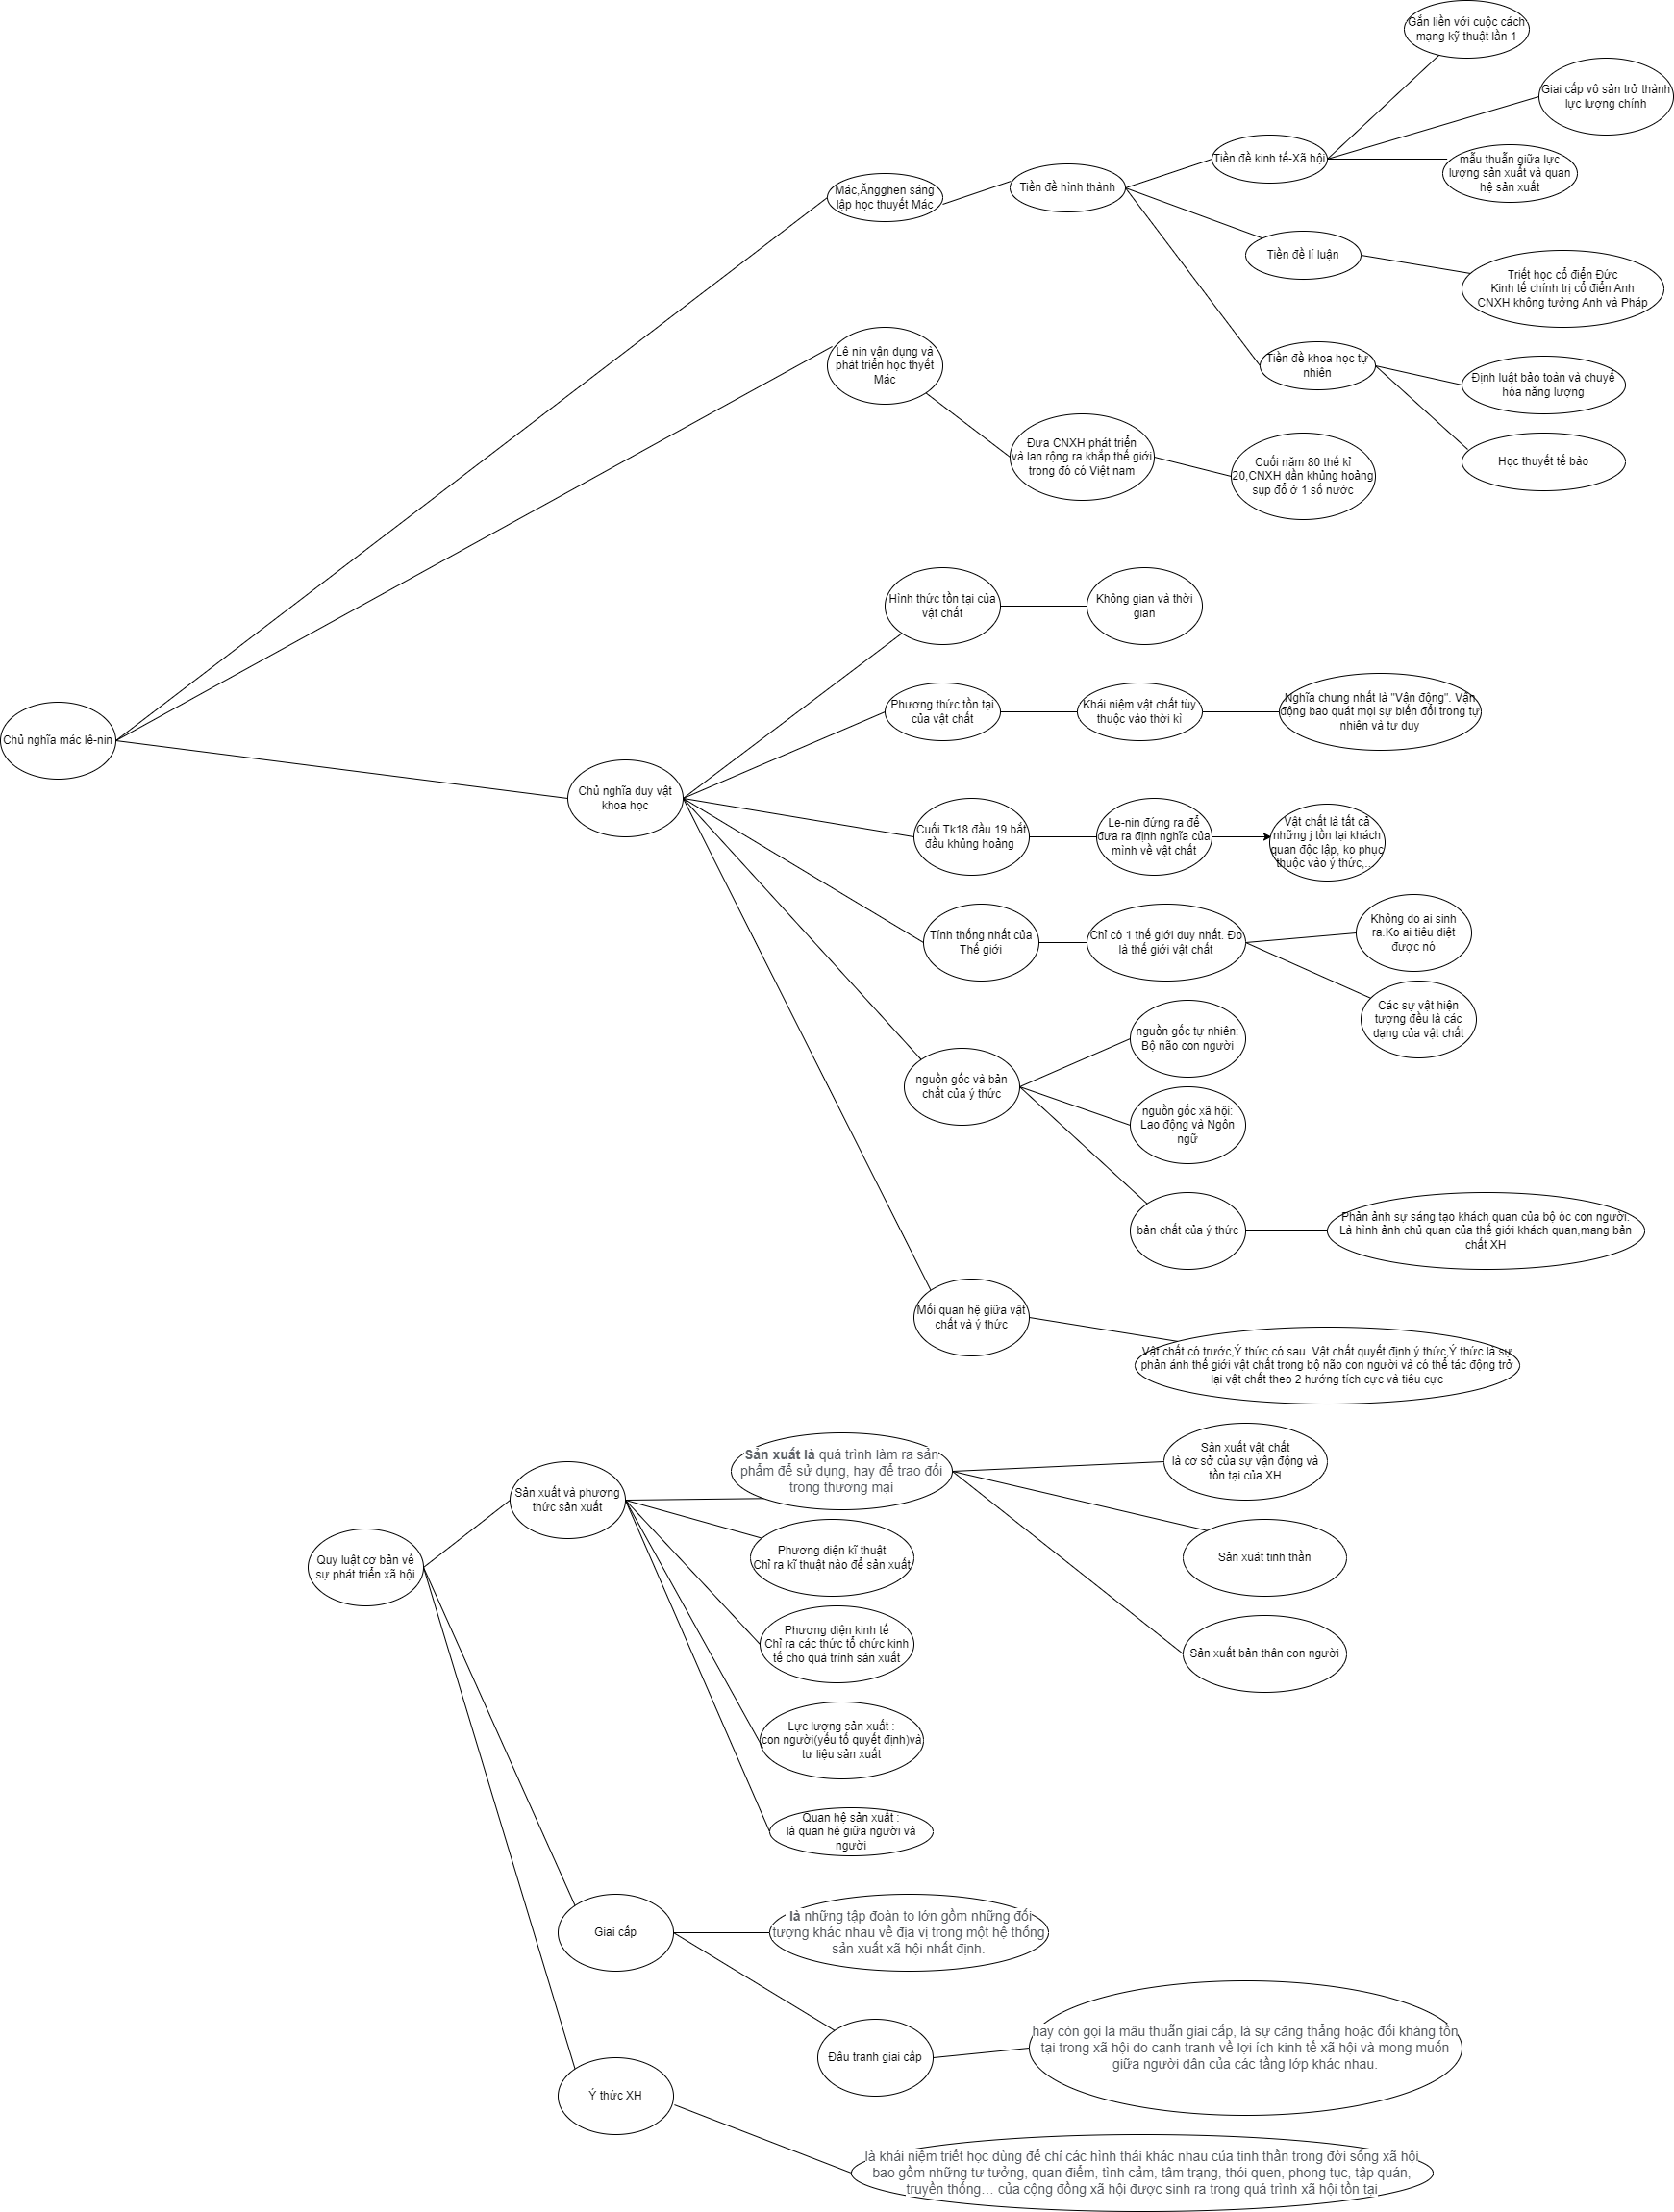 Gắn liền với cuộc cách
mạng kỹ thuật lần 1
Giai cấp vô sản trở thành
lực lượng chính
Tiền đề kinh tế-Xã hội
mẫu thuẫn giữa lực
lượng sản xuất và quan
hệ sản xuất
Mác,Ăngghen sáng
lập học thuyết Mác
Tiền đề hình thành
Tiền đề lí luận
Triết học cổ điển Đức
Kinh tế chính trị cổ điển Anh
CNXH không tưởng Anh và Pháp
Lê nin vận dụng và
phát triển học thyết
Mác
Tiền đề khoa học tự
nhiên
Định luật bảo toàn và chuyể
hóa năng lượng
Học thuyết tế bào
Đưa CNXH phát triển
và lan rộng ra khắp thế giới
trong đó có Việt nam
Cuối năm 80 thế kỉ
20,CNXH dần khủng hoảng
sụp đổ ở 1 số nước
Hình thức tồn tại của
vật chất
Không gian và thời
gian
Chủ nghĩa mác lê-nin
Phương thức tồn tại
của vật chất
Khái niệm vật chất tùy
thuộc vào thời kì
Nghĩa chung nhất là "Vận động". Vận
động bao quát mọi sự biến đổi trong tự
nhiên và tư duy
Chủ nghĩa duy vật
khoa học
Cuối Tk18 đầu 19 bắt
đầu khủng hoảng
Le-nin đứng ra để
đưa ra định nghĩa của
mình về vật chất
Vật chất là tất cả
những j tồn tại khách
quan độc lập, ko phục
thuộc vào ý thức,...
Tính thống nhất của
Thế giới
Chỉ có 1 thế giới duy nhất. Đó
là thế giới vật chất
Không do ai sinh
ra.Ko ai tiêu diệt
được nó
Các sự vật hiện
tượng đều là các
dạng của vật chất
nguồn gốc và bản
chất của ý thức
nguồn gốc tự nhiên:
Bộ não con người
nguồn gốc xã hội:
Lao động và Ngôn
ngữ
bản chất của ý thức
Phản ảnh sự sáng tạo khách quan của bộ óc con người.
Là hình ảnh chủ quan của thế giới khách quan,mang bản
chất XH
Mối quan hệ giữa vật
chất và ý thức
Vật chất có trước,Ý thức có sau. Vật chất quyết định ý thức,Ý thức là sự
phản ánh thế giới vật chất trong bộ não con người và có thể tác động trở
lại vật chất theo 2 hướng tích cực và tiêu cực
Quy luật cơ bản về
sự phát triển xã hội
Sản xuất và phương
thức sản xuất
Sản xuất là quá trình làm ra sản
phẩm để sử dụng, hay để trao đổi
trong thương mại
Sản xuất vật chất
là cơ sở của sự vận động và
tồn tại của XH
Sản xuát tinh thần
Sản xuất bản thân con người
Phương diện kĩ thuật
Chỉ ra kĩ thuật nào để sản xuất
Phương diện kinh tế
Chỉ ra các thức tổ chức kinh
tế cho quá trình sản xuất
Lực lượng sản xuất :
con người(yếu tố quyết định)và
tư liệu sản xuất
Quan hệ sản xuất :
là quan hệ giữa người và
người
Giai cấp
là những tập đoàn to lớn gồm những đối
tượng khác nhau về địa vị trong một hệ thống
sản xuất xã hội nhất định.
Đâu tranh giai cấp
hay còn gọi là mâu thuẫn giai cấp, là sự căng thẳng hoặc đối kháng tồn
tại trong xã hội do cạnh tranh về lợi ích kinh tế xã hội và mong muốn
giữa người dân của các tầng lớp khác nhau.
Ý thức XH
là khái niệm triết học dùng để chỉ các hình thái khác nhau của tinh thần trong đời sống xã hội
bao gồm những tư tưởng, quan điểm, tình cảm, tâm trạng, thói quen, phong tục, tập quán,
truyền thống… của cộng đồng xã hội được sinh ra trong quá trình xã hội tồn tại